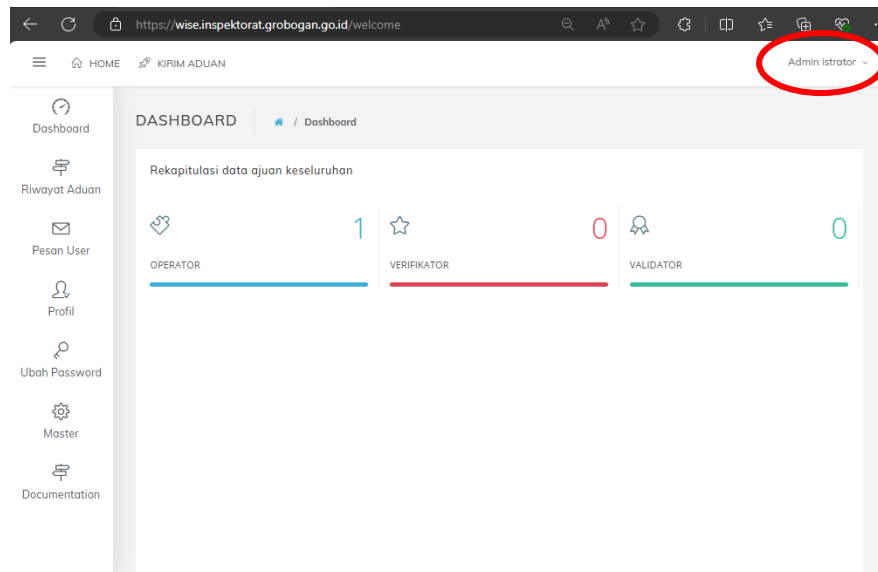 https://wise.inspektorat.grobogan.go.id/welcome
HOME KIRIM ADUAN Admin istrator
Dashboard
Riwayat Aduan
Pesan User
Profil
Ubah Password
Master
Documentation
DASHBOARD / Dashboard
Rekapitulasi data ajuan keseluruhan
1 0 0
OPERATOR VERIFIKATOR VALIDATOR